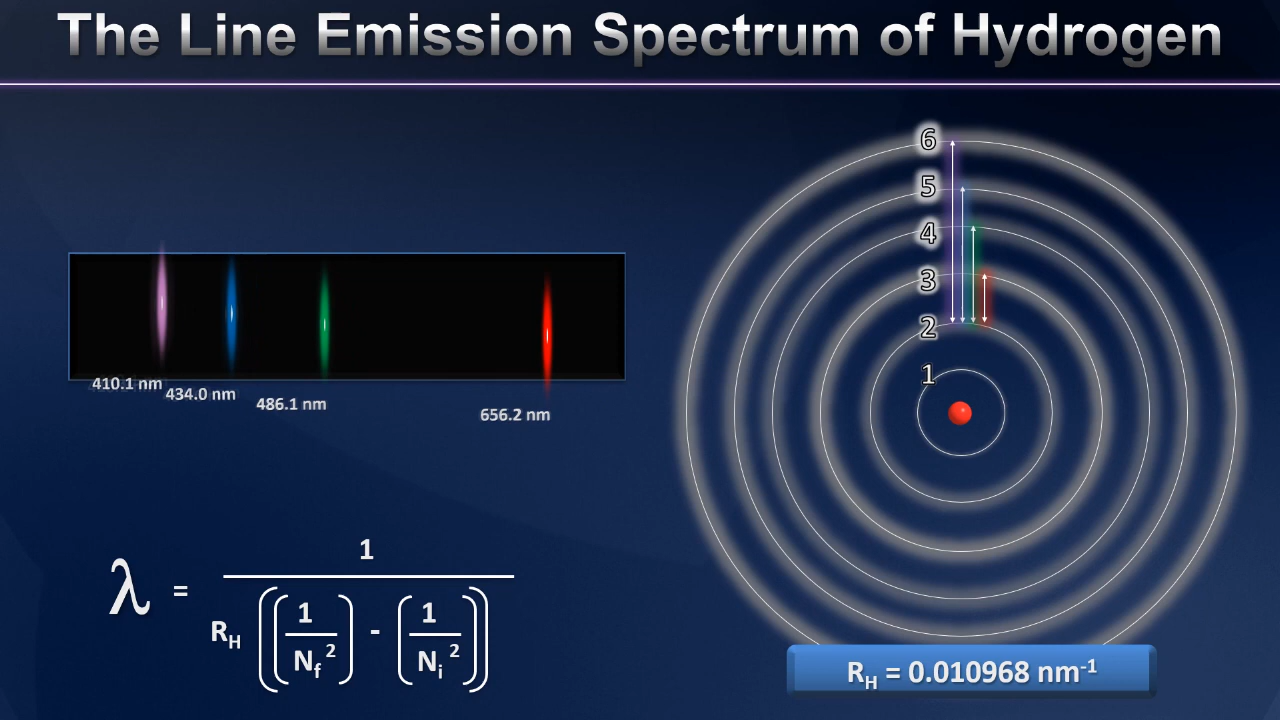 The Line Emission Spectrum of Hydrogen
6
5
4
3
2
1
410.1 nm
434.0 nm
486.1 nm
656.2 nm
λ = 1 / R_H ((1 / N_f ²) - (1 / N_i ²))
R_H = 0.010968 nm⁻¹